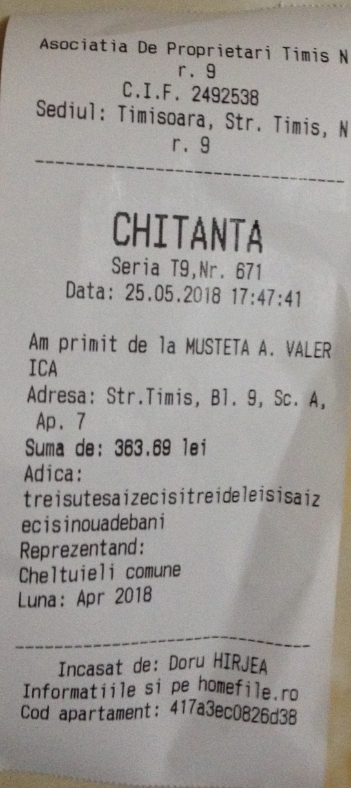 Asociatia De Proprietari Timis N
r. 9
C.I.F. 2492538
Sediul: Timisoara, Str. Timis, N
r. 9
CHITANTA
Seria T9,Nr. 671
Data: 25.05.2018 17:47:41
Am primit de la MUSTETA A. VALER
ICA
Adresa: Str.Timis, Bl. 9, Sc. A,
Ap. 7
Suma de: 363.69 lei
Adica:
treisutesaizecisitreideleisisaiz
ecisinouadebani
Reprezentand:
Cheltuieli comune
Luna: Apr 2018
Incasat de: Doru HIRJEA
Informatiile si pe homefile.ro
Cod apartament: 417a3ec0826d38